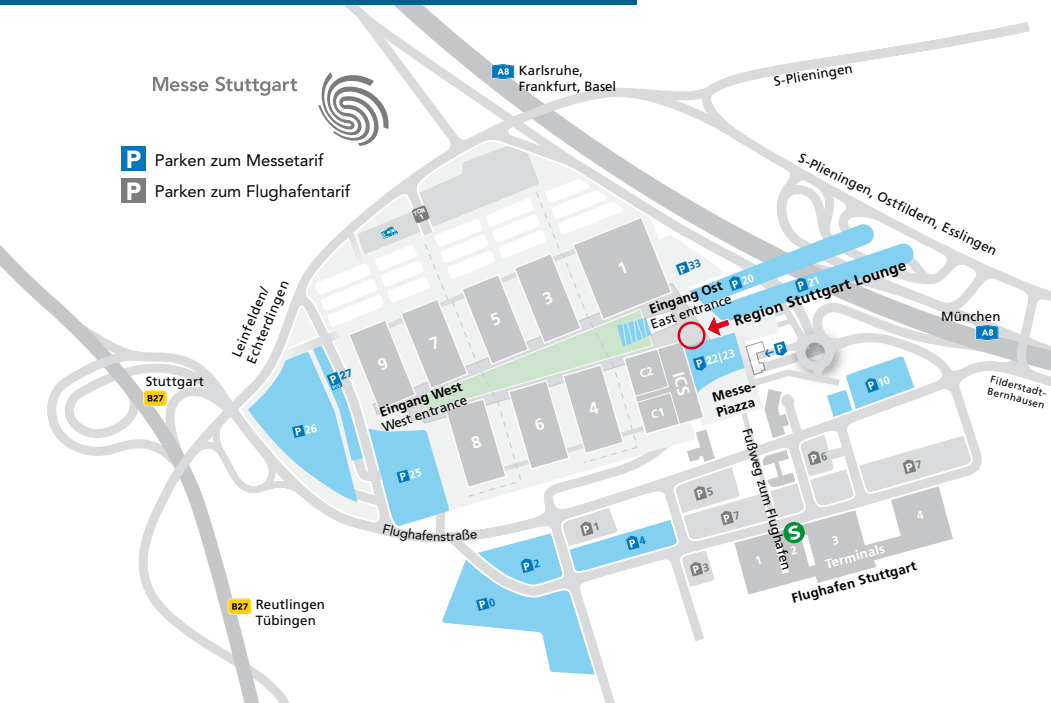 A8
Karlsruhe,
Frankfurt, Basel
S-Plieningen
Messe Stuttgart
P Parken zum Messetarif
P Parken zum Flughafentarif
S-Plieningen, Ostfildern, Esslingen
TOR
1
1
P33
P20
P21
Eingang Ost
East entrance
Region Stuttgart Lounge
3
5
7
9
Leinfelden/
Echterdingen
München
A8
P22|23
P
C2
ICS
C1
Messe-
Piazza
P10
Filderstadt-
Bernhausen
Stuttgart
B27
P27
Eingang West
West entrance
P26
4
6
8
P25
Fußweg zum Flughafen
P6
P7
P5
P7
Flughafenstraße
P1
P4
S
4
3
2
1
Terminals
P2
P3
Flughafen Stuttgart
P0
B27
Reutlingen
Tübingen